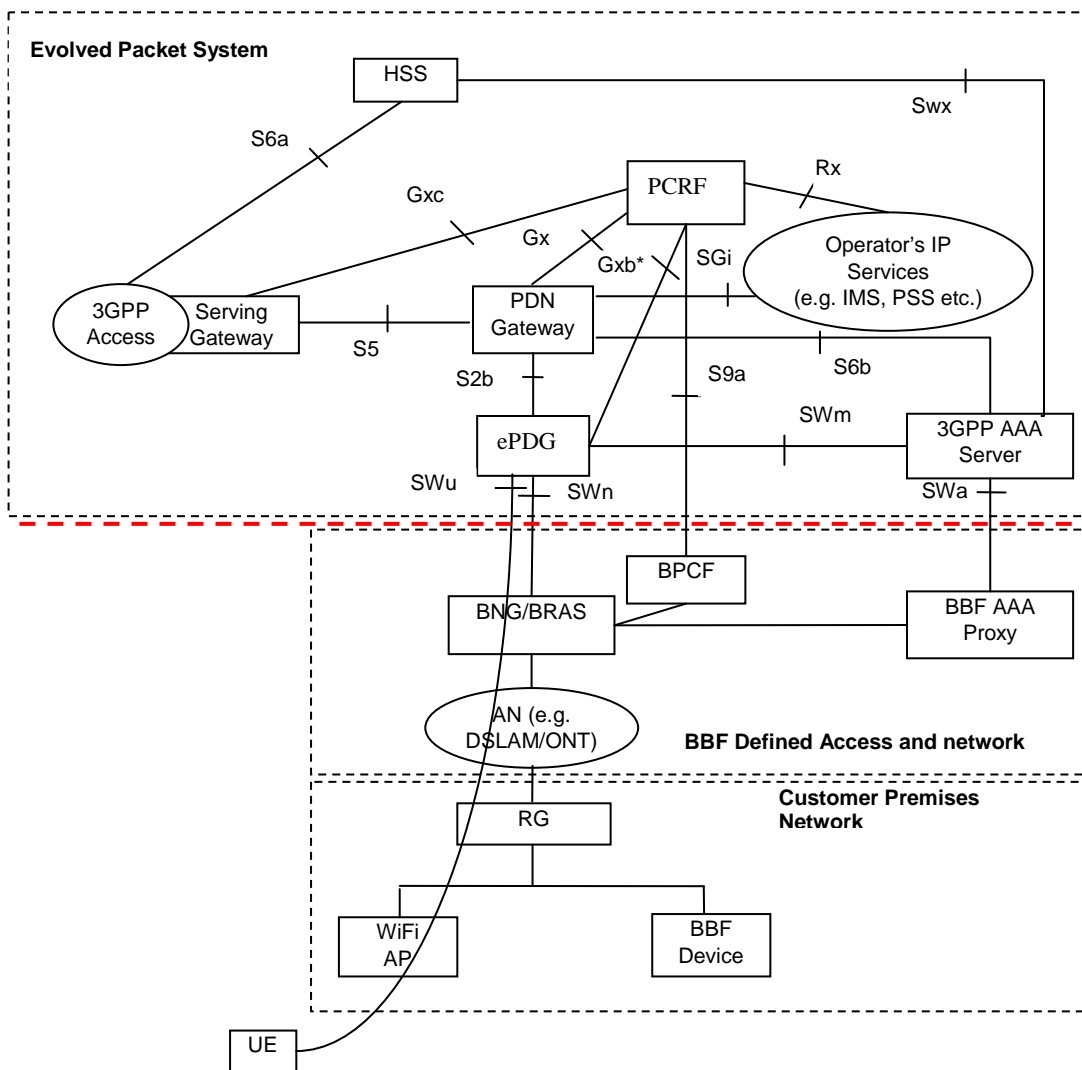 Evolved Packet System
HSS
Swx
S6a
PCRF
Rx
Gxc
Gx
Gxb*
SGi
Operator's IP
Services
(e.g. IMS, PSS etc.)
3GPP
Access
Serving
Gateway
PDN
Gateway
S5
S6b
S2b
S9a
SWm
ePDG
3GPP AAA
Server
SWu
SWn
SWa
BPCF
BNG/BRAS
BBF AAA
Proxy
AN (e.g.
DSLAM/ONT)
BBF Defined Access and network
Customer Premises
Network
RG
WiFi
AP
BBF
Device
UE